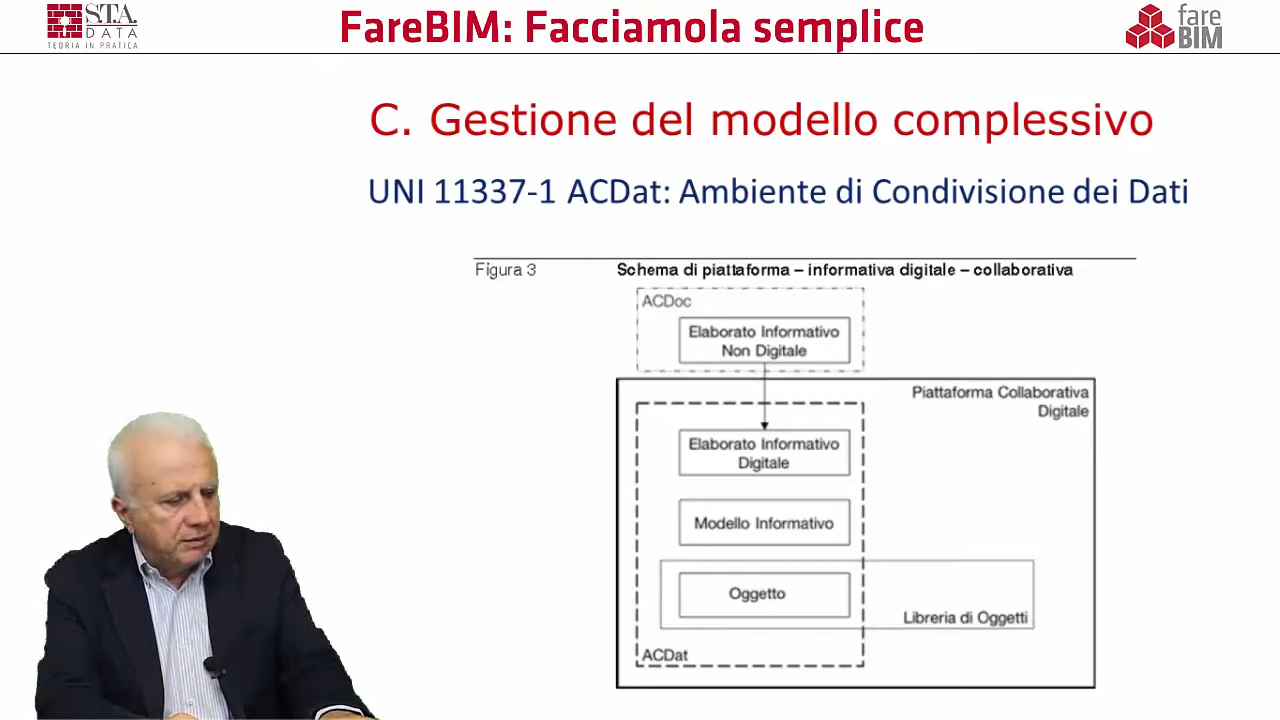 S.T.A.
DATA
TEORIA IN PRATICA
FareBIM: Facciamola semplice
fare
BIM
C. Gestione del modello complessivo
UNI 11337-1 ACDat: Ambiente di Condivisione dei Dati
Figura 3
Schema di piattaforma – informativa digitale – collaborativa
ACDoc
Elaborato Informativo
Non Digitale
Piattaforma Collaborativa
Digitale
Elaborato Informativo
Digitale
Modello Informativo
Oggetto
Libreria di Oggetti
ACDat